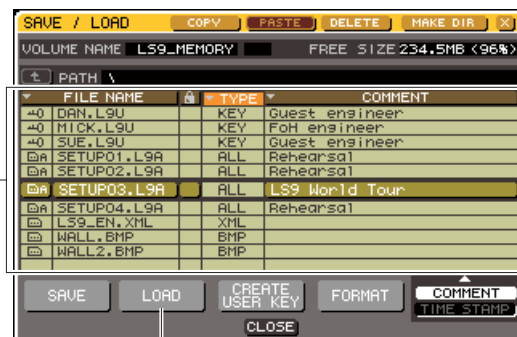 SAVE / LOAD COPY PASTE DELETE MAKE DIR X
VOLUME NAME LS9_MEMORY FREE SIZE 234.5MB (96%)
PATH \
FILE NAME TYPE COMMENT
DAN.L9U KEY Guest engineer
MICK.L9U KEY FoH engineer
SUE.L9U KEY Guest engineer
SETUP01.L9A ALL Rehearsal
SETUP02.L9A ALL Rehearsal
SETUP03.L9A ALL LS9 World Tour
SETUP04.L9A ALL Rehearsal
LS9_EN.XML XML
WALL.BMP BMP
WALL2.BMP BMP
SAVE LOAD CREATE USER KEY FORMAT COMMENT
TIME STAMP
CLOSE